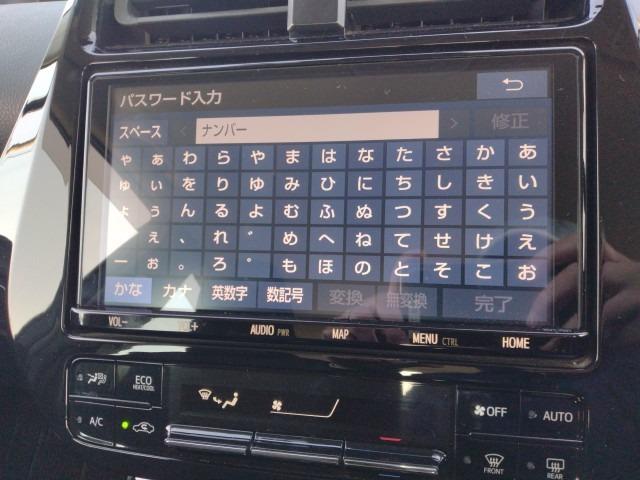 パスワード入力
スペース < ナンバー > 修正
ゃ ぁ わ ら や ま は な た さ か あ
ゅ ぃ を り ゆ み ひ に ち し き い
ょ ぅ ん る よ む ふ ぬ つ す く う
ぇ 、 れ ゛ め へ ね て せ け え
ー ぉ 。 ろ ゜ も ほ の と そ こ お
かな カナ 英数字 数記号 変換 無変換 完了
VOL- VOL+ AUDIO PWR MAP MENU CTRL HOME
ECO HEAT/COOL
OFF AUTO
A/C
FRONT REAR